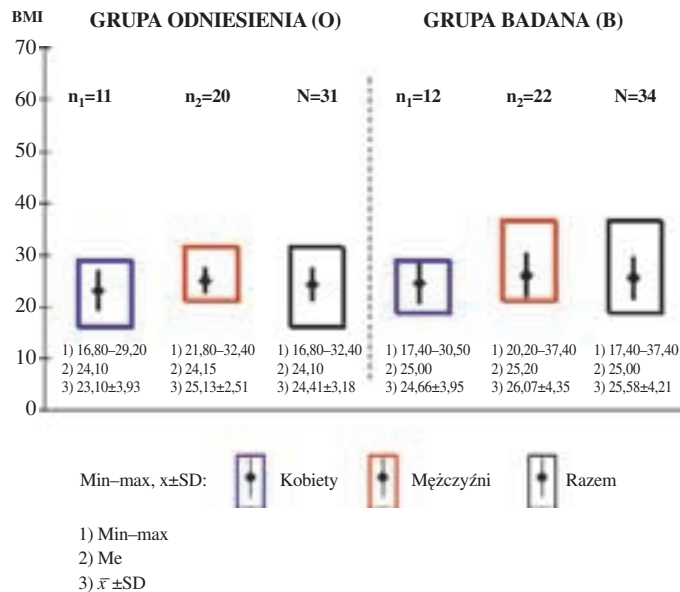 BMI GRUPA ODNIESIENIA (O) GRUPA BADANA (B)
70
60
50
40
30
20
10
0
n1=11 n2=20 N=31 n1=12 n2=22 N=34
1) 16,80–29,20 1) 21,80–32,40 1) 16,80–32,40 1) 17,40–30,50 1) 20,20–37,40 1) 17,40–37,40
2) 24,10 2) 24,15 2) 24,10 2) 25,00 2) 25,20 2) 25,00
3) 23,10±3,93 3) 25,13±2,51 3) 24,41±3,18 3) 24,66±3,95 3) 26,07±4,35 3) 25,58±4,21
Min–max, x±SD: Kobiety Mężczyźni Razem
1) Min–max
2) Me
3) x̄ ±SD